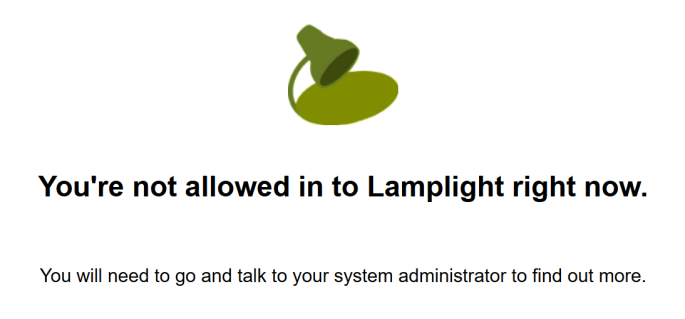 You're not allowed in to Lamplight right now.
You will need to go and talk to your system administrator to find out more.